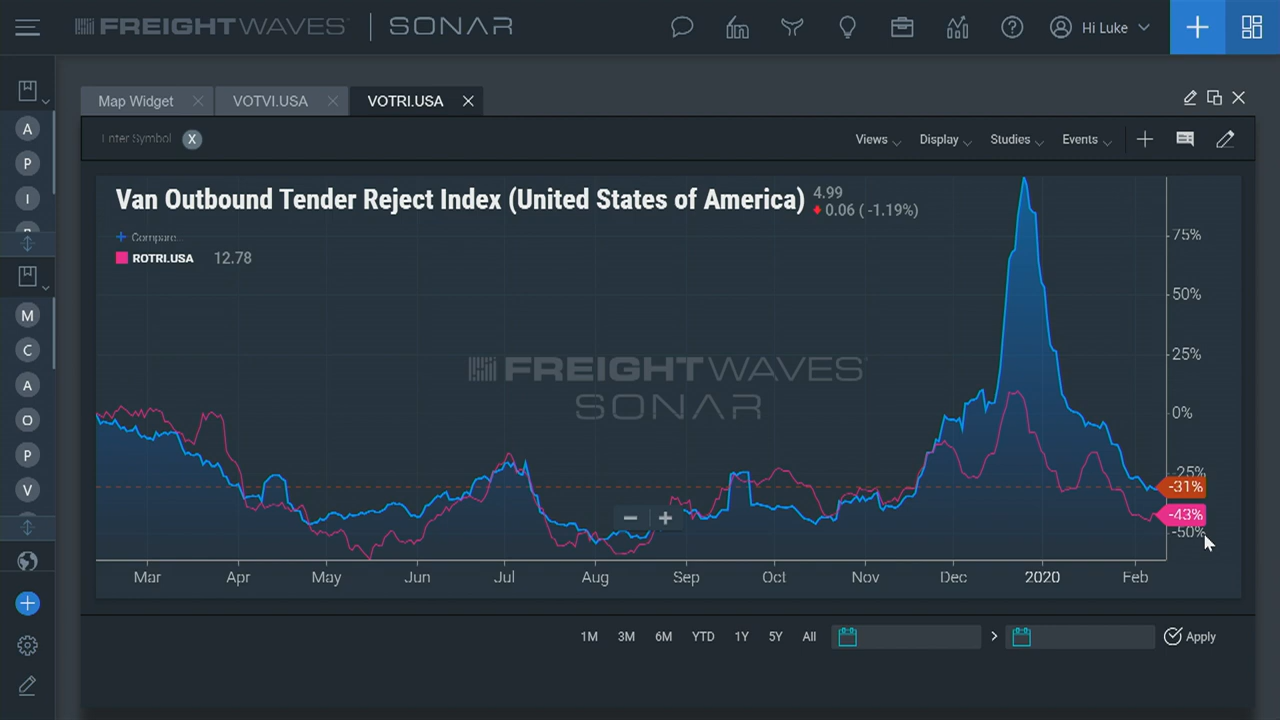 FREIGHTWAVES SONAR
Hi Luke
Map Widget
VOTVI.USA
VOTRI.USA
Enter Symbol
X
Views
Display
Studies
Events
Van Outbound Tender Reject Index (United States of America)
4.99
0.06 ( -1.19%)
+ Compare...
ROTRI.USA 12.78
A
P
I
M
C
A
O
P
V
FREIGHTWAVES
SONAR
75%
50%
25%
0%
-25%
-31%
-43%
-50%
Mar Apr May Jun Jul Aug Sep Oct Nov Dec 2020 Feb
1M 3M 6M YTD 1Y 5Y All > Apply